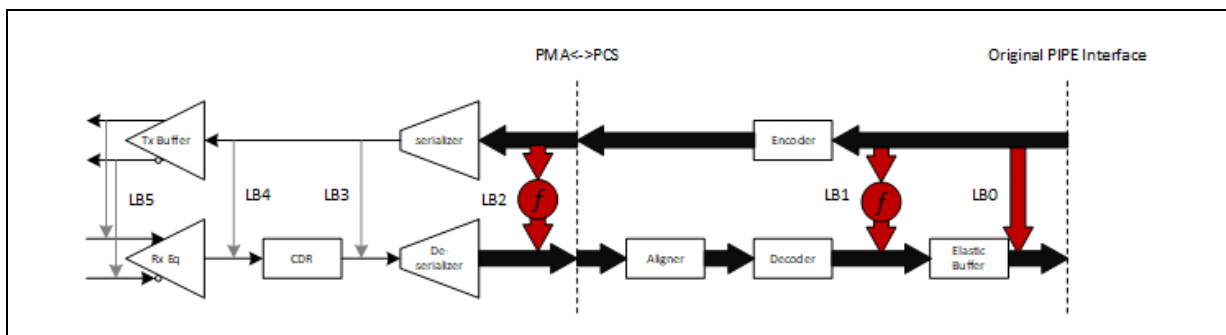 PMA<->PCS
Original PIPE Interface
Tx Buffer
serializer
Encoder
LB5
LB4
LB3
LB2
f
LB1
f
LB0
Rx Eq
CDR
De-
serializer
Aligner
Decoder
Elastic
Buffer